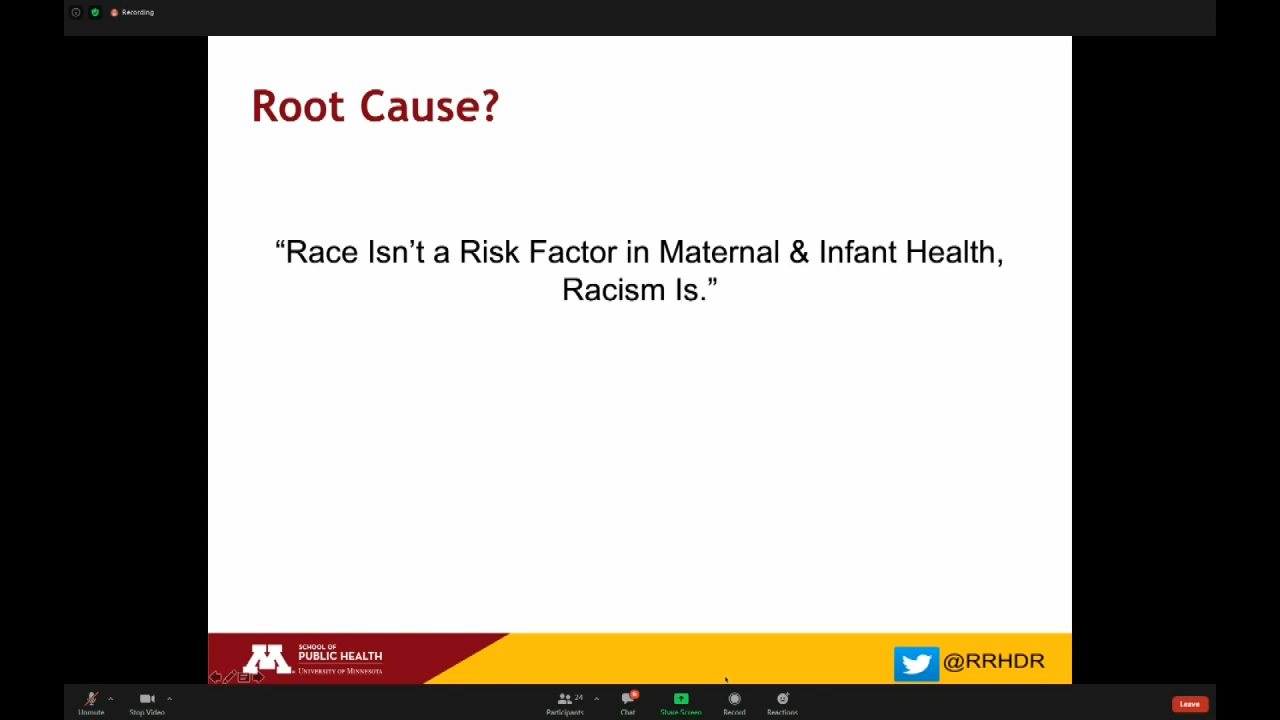 Recording
Root Cause?
“Race Isn’t a Risk Factor in Maternal & Infant Health,
Racism Is.”
M
SCHOOL OF
PUBLIC HEALTH
UNIVERSITY OF MINNESOTA
@RRHDR
Unmute
Stop Video
Participants
24
Chat
Share Screen
Record
Reactions
Leave